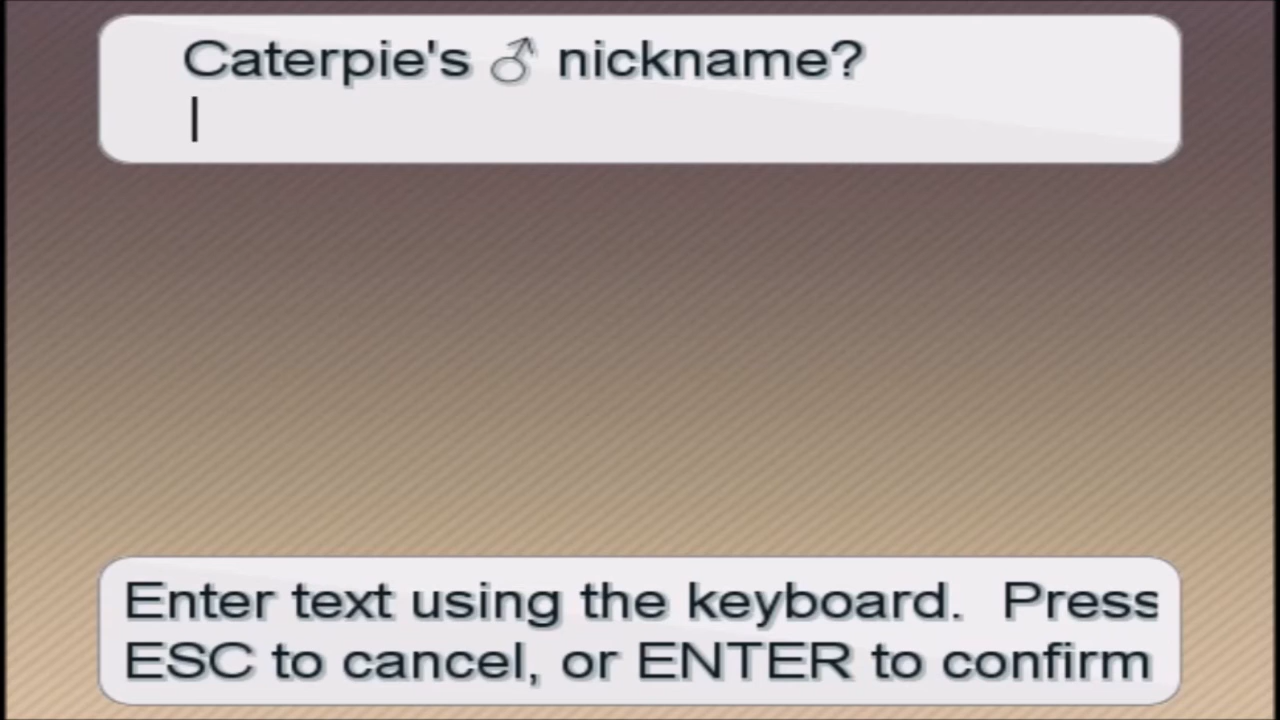 Caterpie's ♂ nickname?
Enter text using the keyboard. Press
ESC to cancel, or ENTER to confirm